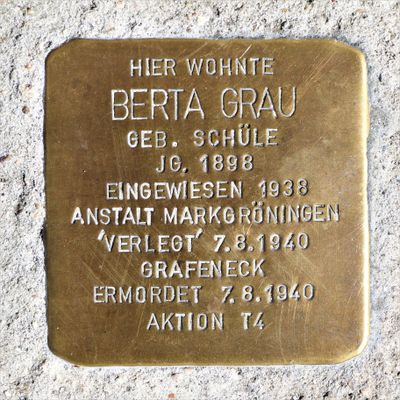 HIER WOHNTE
BERTA GRAU
GEB. SCHÜLE
JG. 1898
EINGEWIESEN 1938
ANSTALT MARKGRÖNINGEN
'VERLEGT' 7.8.1940
GRAFENECK
ERMORDET 7.8.1940
AKTION T4